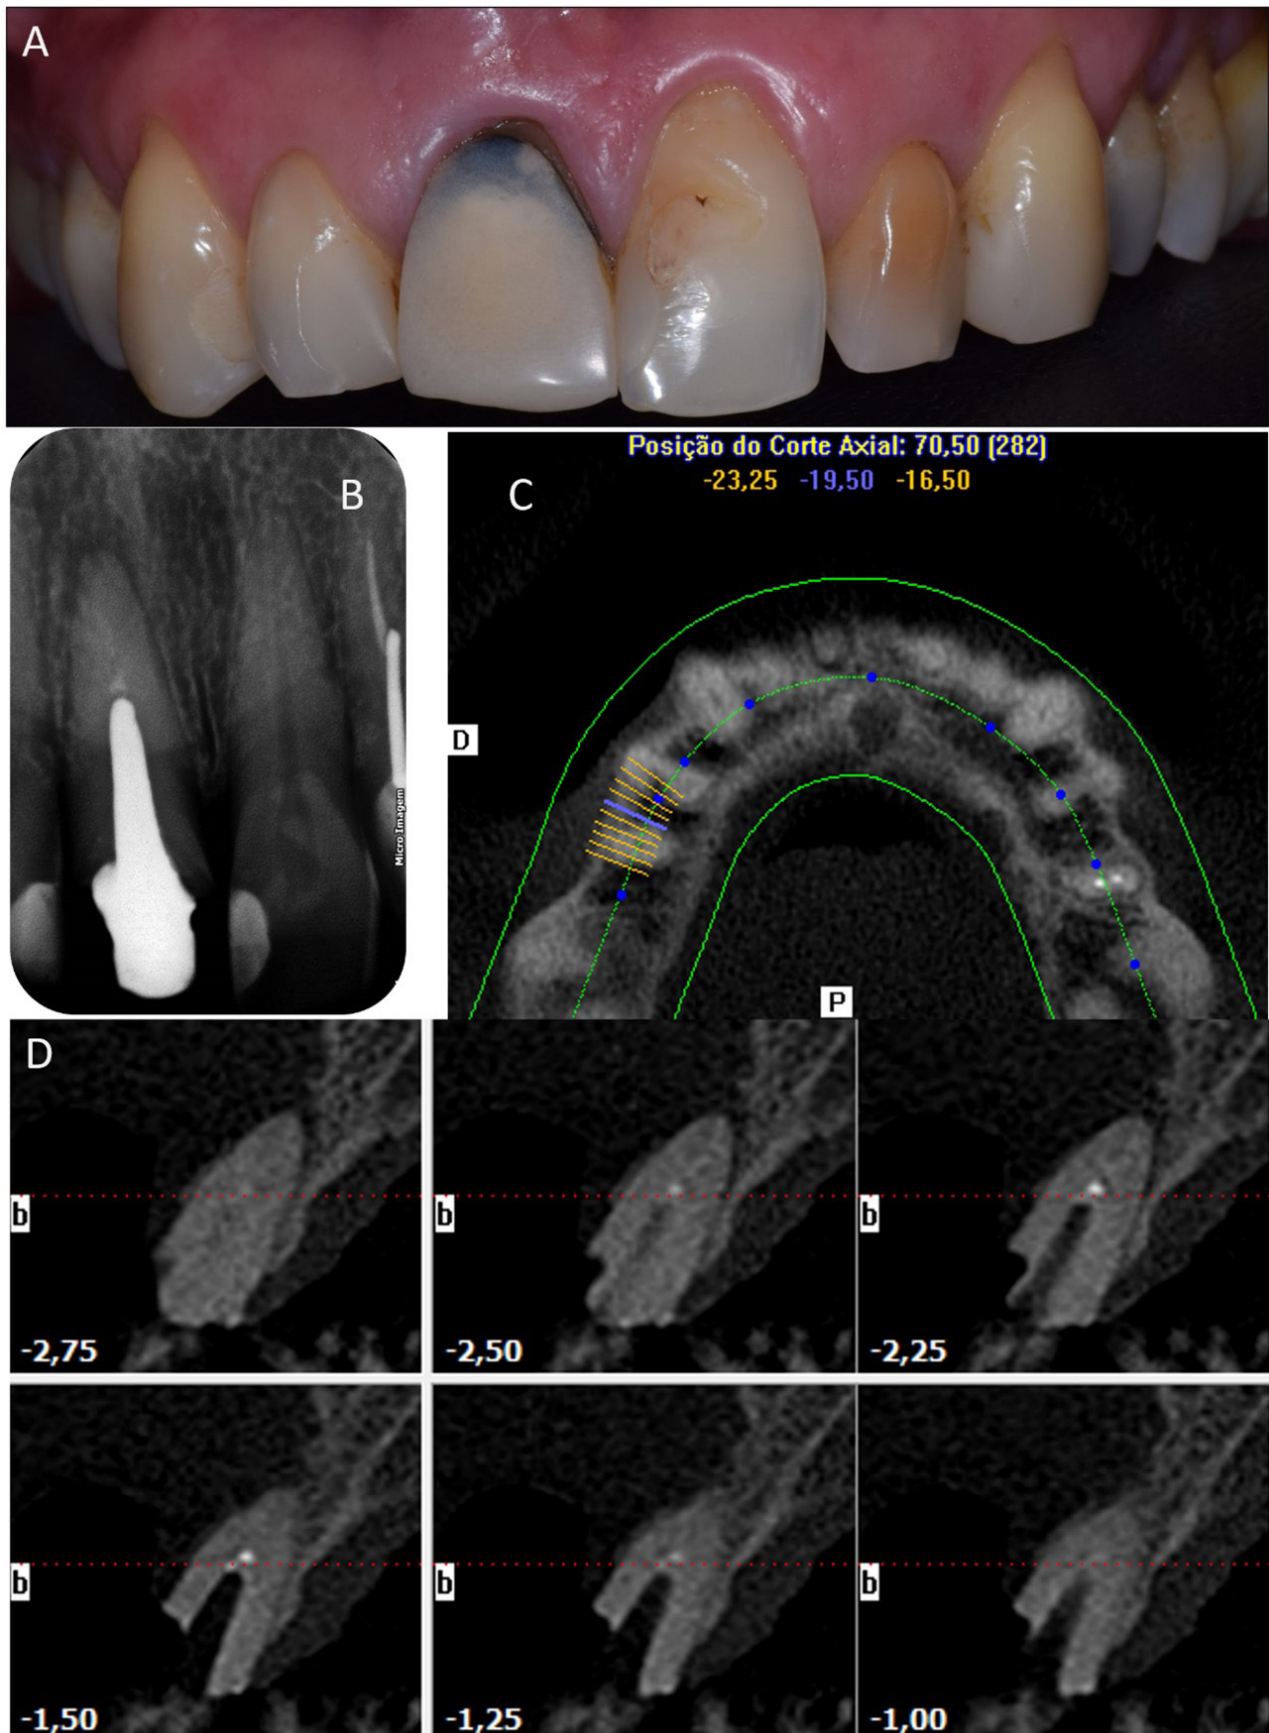 A
B
Micro Imagem
C
Posição do Corte Axial: 70,50 (282)
-23,25 -19,50 -16,50
D
P
D
b
-2,75
b
-2,50
b
-2,25
b
-1,50
b
-1,25
b
-1,00